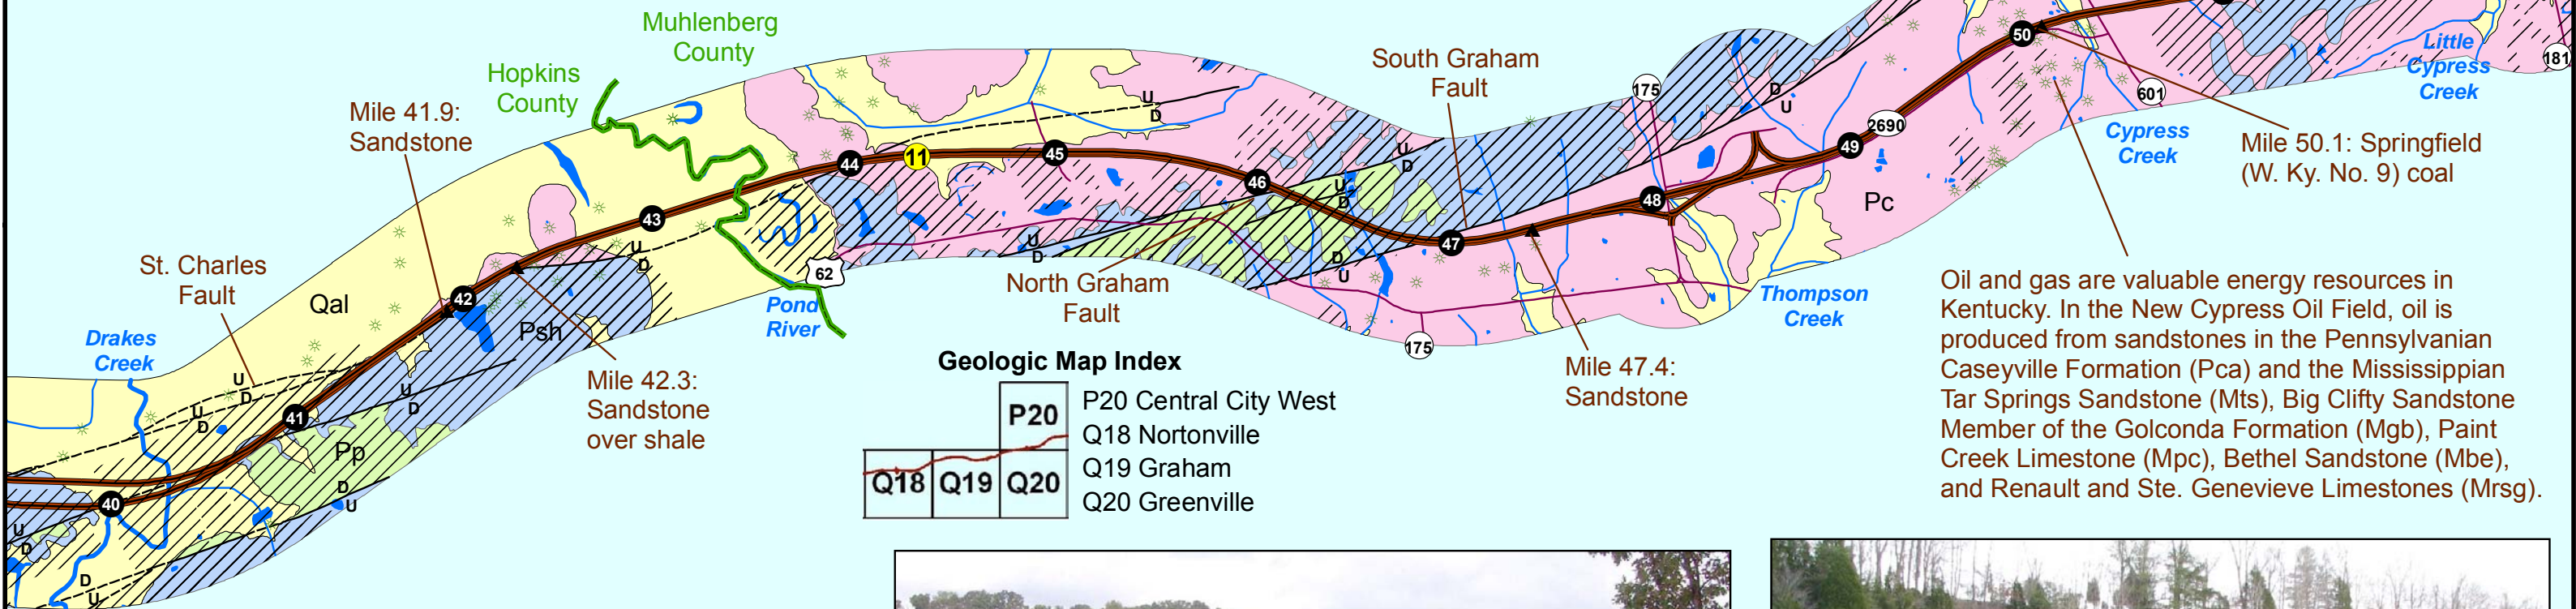 Muhlenberg
County
Hopkins
County
Mile 41.9:
Sandstone
St. Charles
Fault
Qal
Drakes
Creek
U
D
U
D
40
41
42
43
44
11
45
46
47
48
49
50
U
D
U
D
Pp
D
U
Psh
U
D
U
D
D
U
Mile 42.3:
Sandstone
over shale
Pond
River
62
U
D
U
D
North Graham
Fault
U
D
U
D
D
U
South Graham
Fault
175
D
U
2690
175
Mile 47.4:
Sandstone
Thompson
Creek
Pc
601
Cypress
Creek
Little
Cypress
Creek
181
Mile 50.1: Springfield
(W. Ky. No. 9) coal
Geologic Map Index
P20
Q18 Q19 Q20
P20 Central City West
Q18 Nortonville
Q19 Graham
Q20 Greenville
Oil and gas are valuable energy resources in
Kentucky. In the New Cypress Oil Field, oil is
produced from sandstones in the Pennsylvanian
Caseyville Formation (Pca) and the Mississippian
Tar Springs Sandstone (Mts), Big Clifty Sandstone
Member of the Golconda Formation (Mgb), Paint
Creek Limestone (Mpc), Bethel Sandstone (Mbe),
and Renault and Ste. Genevieve Limestones (Mrsg).